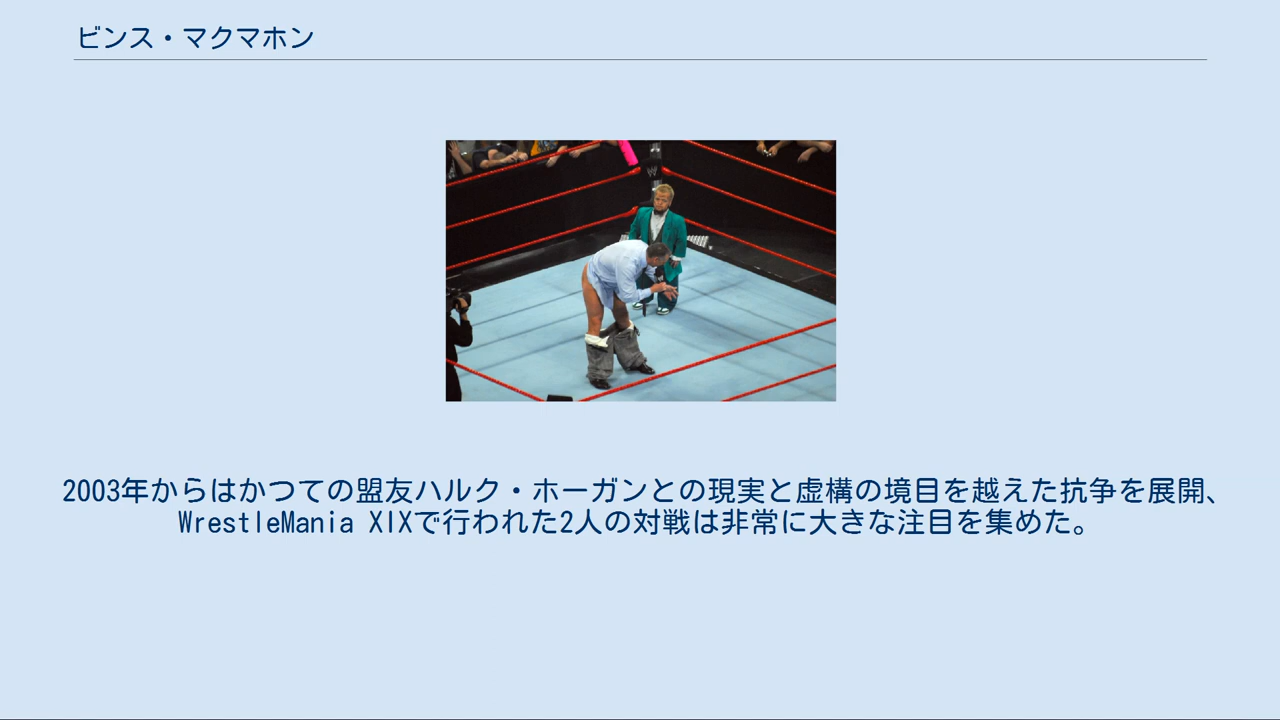 ビンス・マクマホン
2003年からはかつての盟友ハルク・ホーガンとの現実と虚構の境目を越えた抗争を展開、
WrestleMania XIXで行われた2人の対戦は非常に大きな注目を集めた。